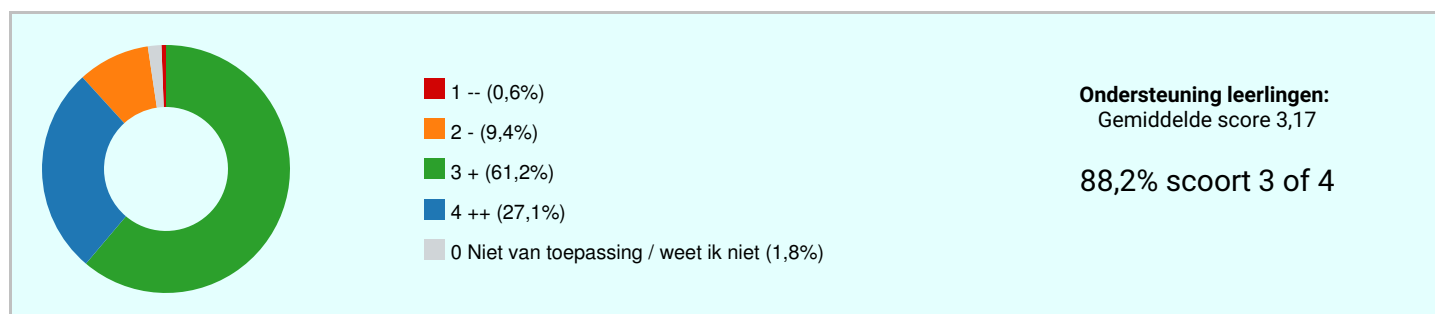 1 -- (0,6%)
2 - (9,4%)
3 + (61,2%)
4 ++ (27,1%)
0 Niet van toepassing / weet ik niet (1,8%)
Ondersteuning leerlingen:
Gemiddelde score 3,17
88,2% scoort 3 of 4